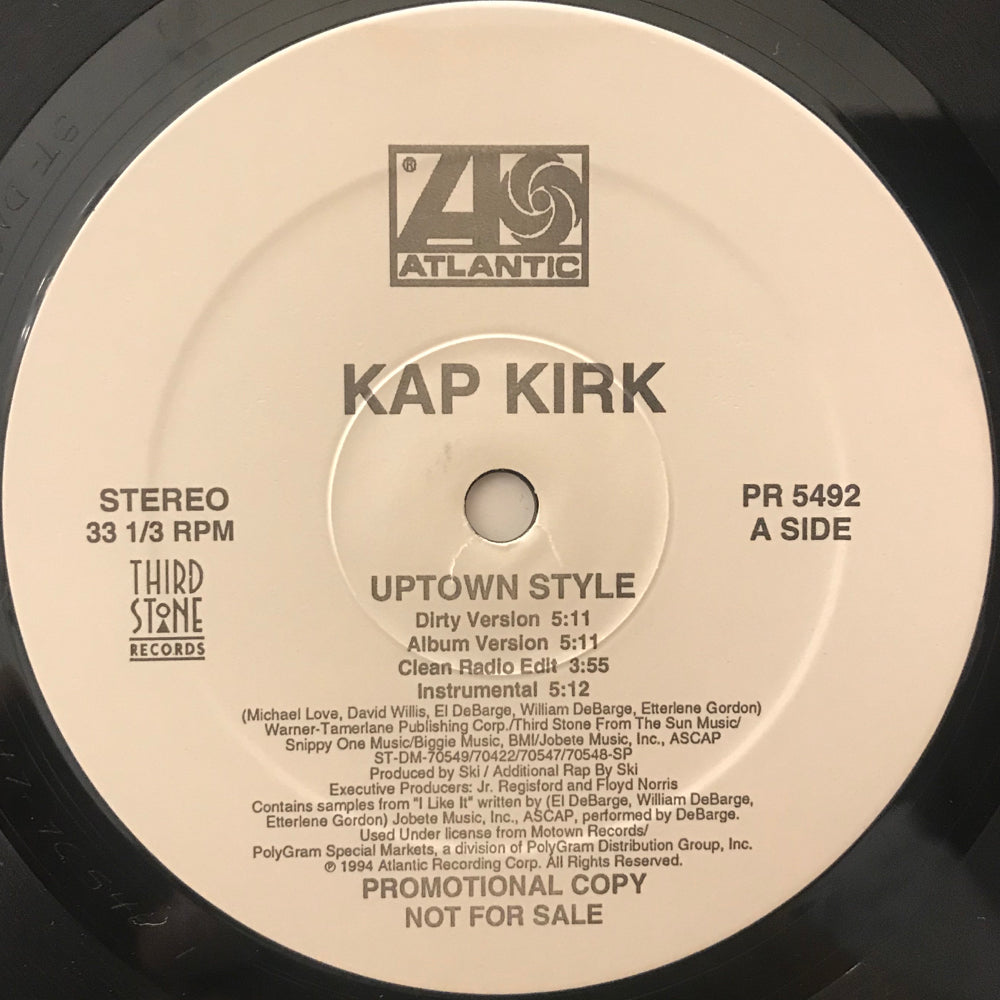 ®
ATLANTIC
KAP KIRK
STEREO
33 1/3 RPM
THIRD
STONE
RECORDS
PR 5492
A SIDE
UPTOWN STYLE
Dirty Version 5:11
Album Version 5:11
Clean Radio Edit 3:55
Instrumental 5:12
(Michael Love, David Willis, El DeBarge, William DeBarge, Etterlene Gordon)
Warner-Tamerlane Publishing Corp./Third Stone From The Sun Music/
Snippy One Music/Biggie Music, BMI/Jobete Music, Inc., ASCAP
ST-DM-70549/70422/70547/70548-SP
Produced by Ski / Additional Rap By Ski
Executive Producers: Jr. Regisford and Floyd Norris
Contains samples from "I Like It" written by (El DeBarge, William DeBarge,
Etterlene Gordon) Jobete Music, Inc., ASCAP, performed by DeBarge.
Used Under license from Motown Records/
PolyGram Special Markets, a division of PolyGram Distribution Group, Inc.
℗ 1994 Atlantic Recording Corp. All Rights Reserved.
PROMOTIONAL COPY
NOT FOR SALE